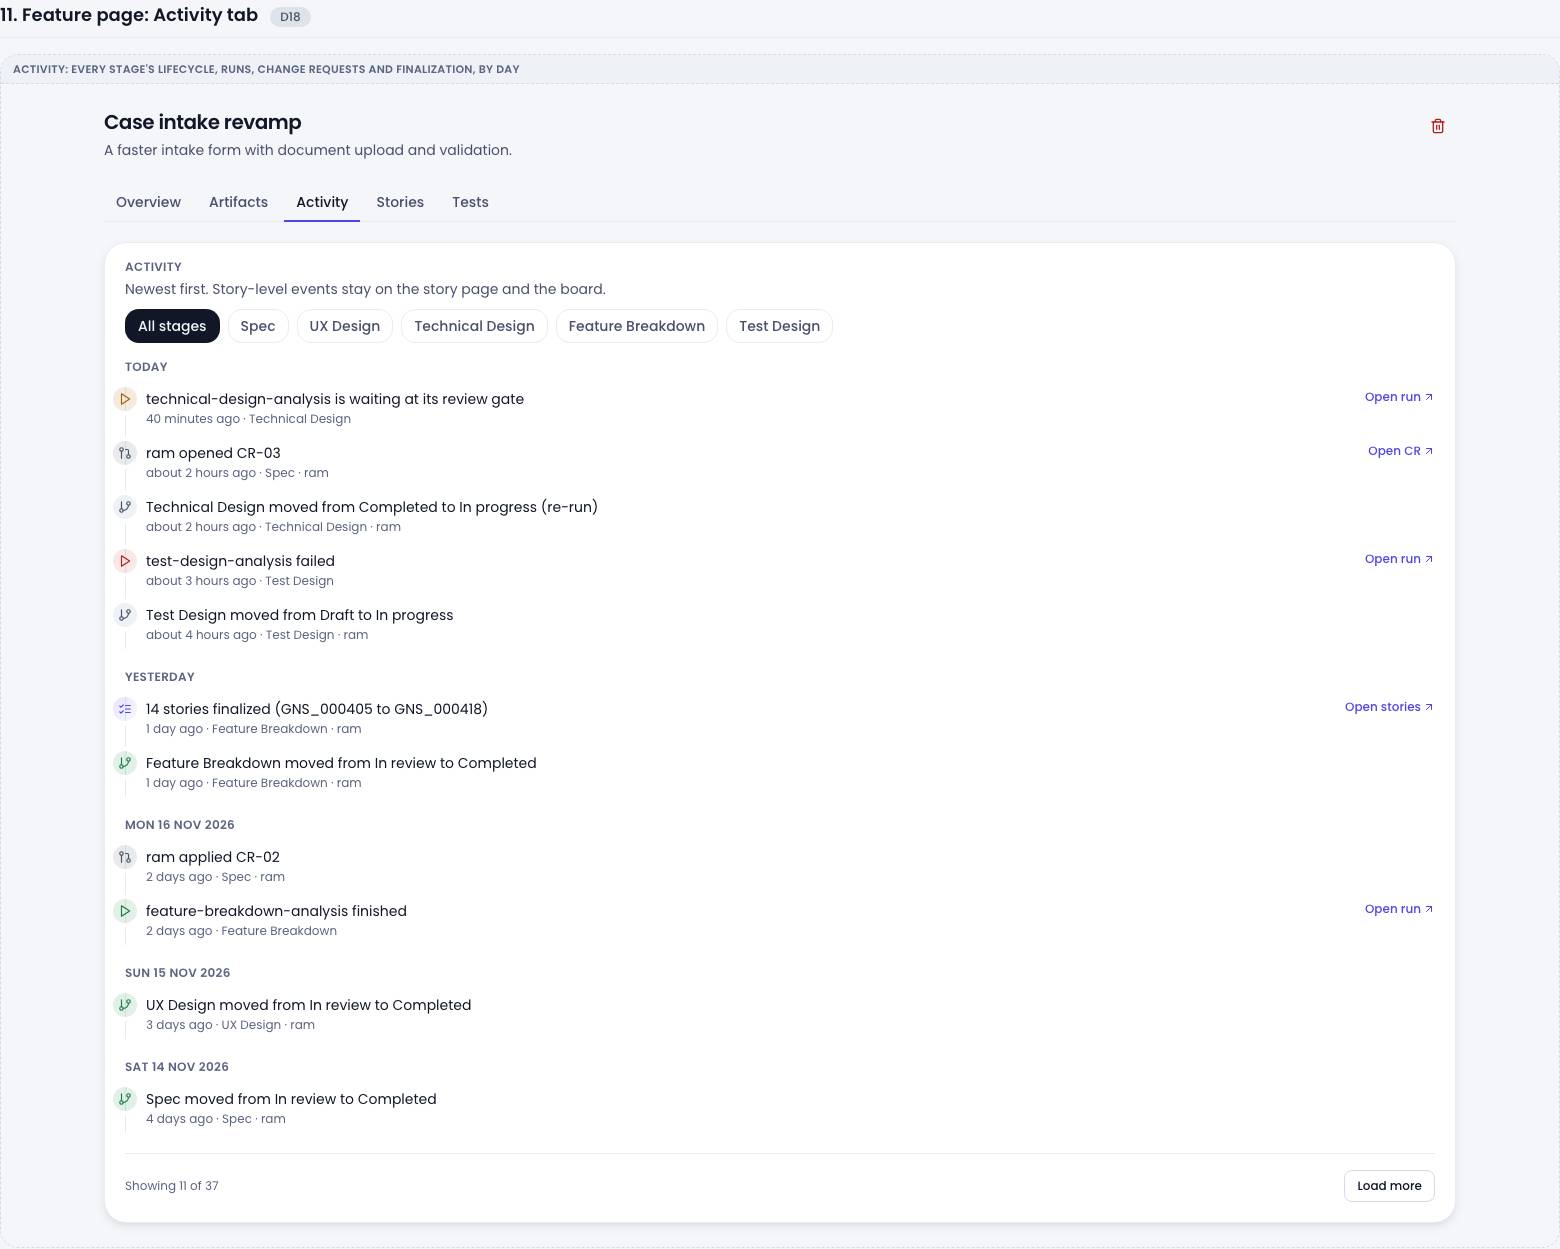 11. Feature page: Activity tab D18
ACTIVITY: EVERY STAGE'S LIFECYCLE, RUNS, CHANGE REQUESTS AND FINALIZATION, BY DAY
Case intake revamp
A faster intake form with document upload and validation.
Overview Artifacts Activity Stories Tests
ACTIVITY
Newest first. Story-level events stay on the story page and the board.
All stages Spec UX Design Technical Design Feature Breakdown Test Design
TODAY
technical-design-analysis is waiting at its review gate Open run
40 minutes ago · Technical Design
ram opened CR-03 Open CR
about 2 hours ago · Spec · ram
Technical Design moved from Completed to In progress (re-run)
about 2 hours ago · Technical Design · ram
test-design-analysis failed Open run
about 3 hours ago · Test Design
Test Design moved from Draft to In progress
about 4 hours ago · Test Design · ram
YESTERDAY
14 stories finalized (GNS_000405 to GNS_000418) Open stories
1 day ago · Feature Breakdown · ram
Feature Breakdown moved from In review to Completed
1 day ago · Feature Breakdown · ram
MON 16 NOV 2026
ram applied CR-02
2 days ago · Spec · ram
feature-breakdown-analysis finished Open run
2 days ago · Feature Breakdown
SUN 15 NOV 2026
UX Design moved from In review to Completed
3 days ago · UX Design · ram
SAT 14 NOV 2026
Spec moved from In review to Completed
4 days ago · Spec · ram
Showing 11 of 37 Load more